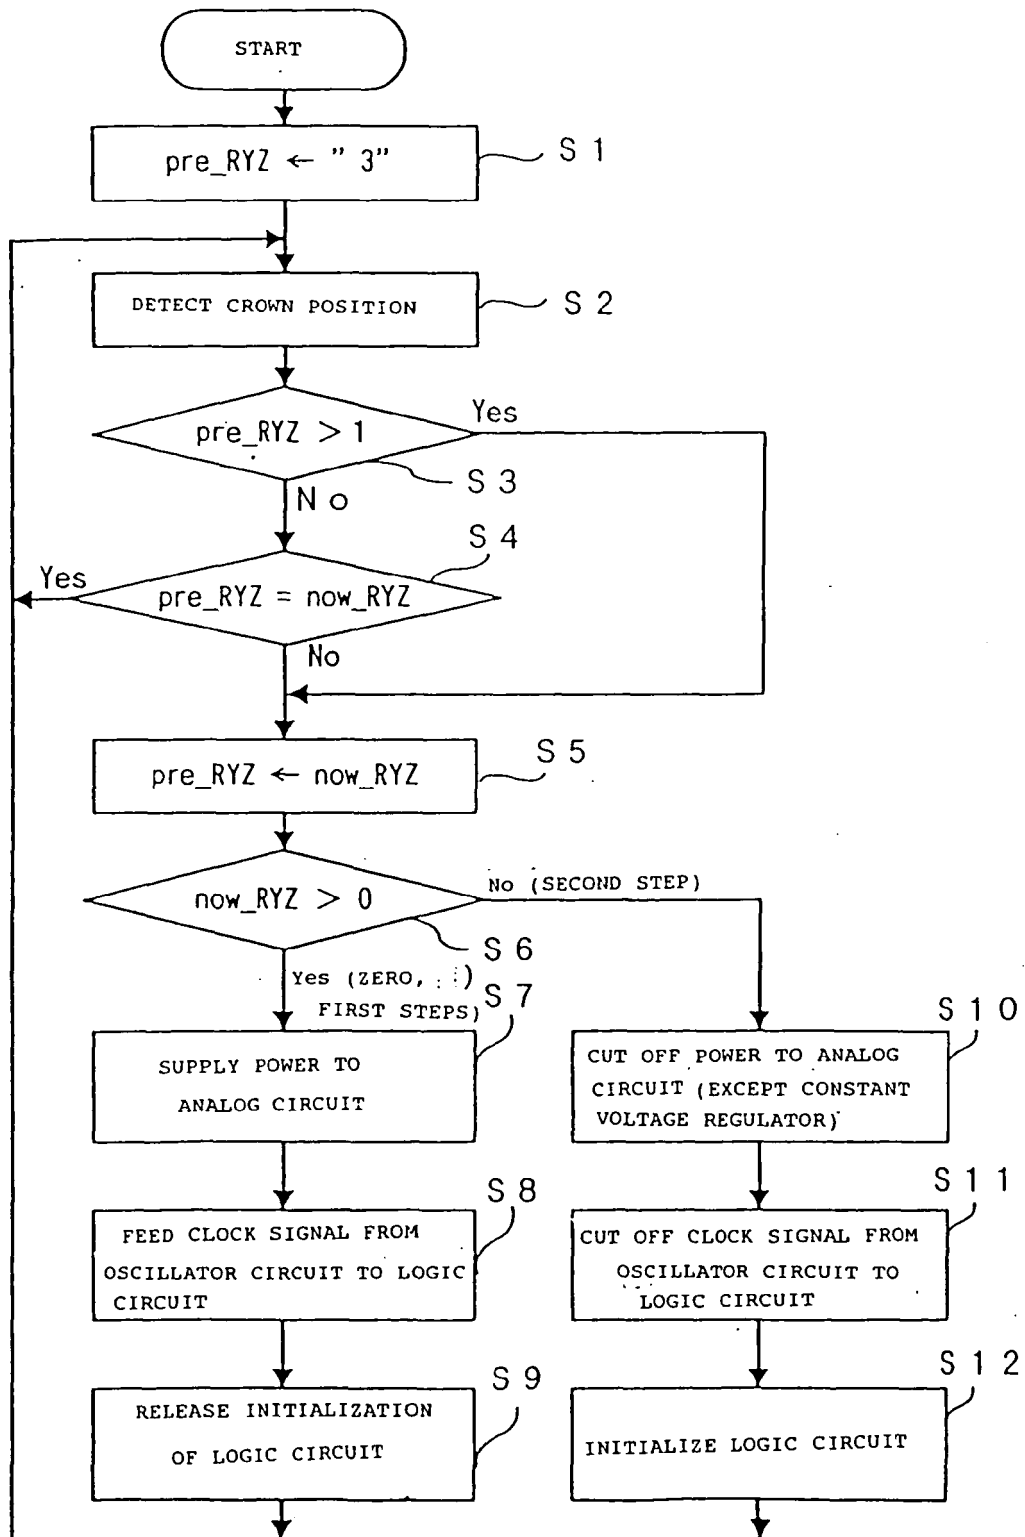 START
pre_RYZ ← " 3"
S 1
DETECT CROWN POSITION
S 2
pre_RYZ > 1
Yes
S 3
N o
S 4
Yes
pre_RYZ = now_RYZ
No
S 5
pre_RYZ ← now_RYZ
now_RYZ > 0
No (SECOND STEP)
S 6
Yes (ZERO,
FIRST STEPS)
S 7
SUPPLY POWER TO
ANALOG CIRCUIT
S 1 0
CUT OFF POWER TO ANALOG
CIRCUIT (EXCEPT CONSTANT
VOLTAGE REGULATOR)
S 8
FEED CLOCK SIGNAL FROM
OSCILLATOR CIRCUIT TO LOGIC
CIRCUIT
S 1 1
CUT OFF CLOCK SIGNAL FROM
OSCILLATOR CIRCUIT TO
LOGIC CIRCUIT
S 9
RELEASE INITIALIZATION
OF LOGIC CIRCUIT
S 1 2
INITIALIZE LOGIC CIRCUIT